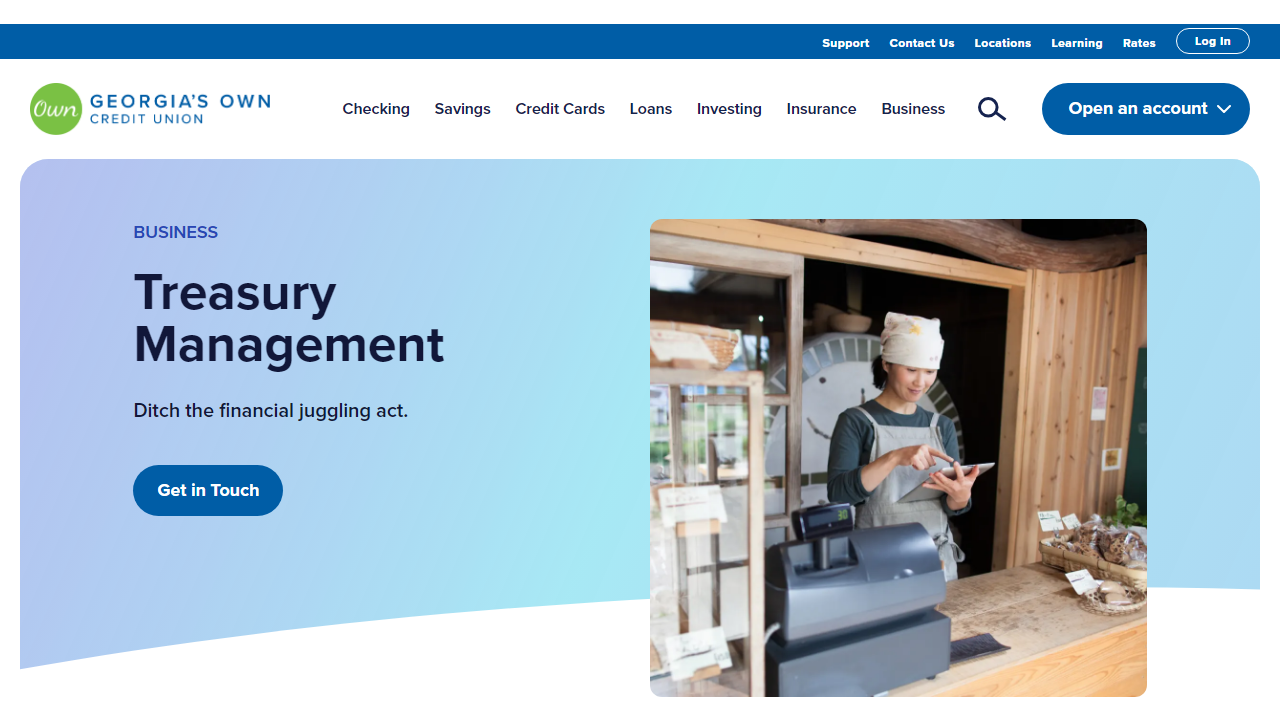 Support Contact Us Locations Learning Rates Log In
Own GEORGIA'S OWN
CREDIT UNION
Checking Savings Credit Cards Loans Investing Insurance Business Open an account
BUSINESS
Treasury
Management
Ditch the financial juggling act.
Get in Touch
30